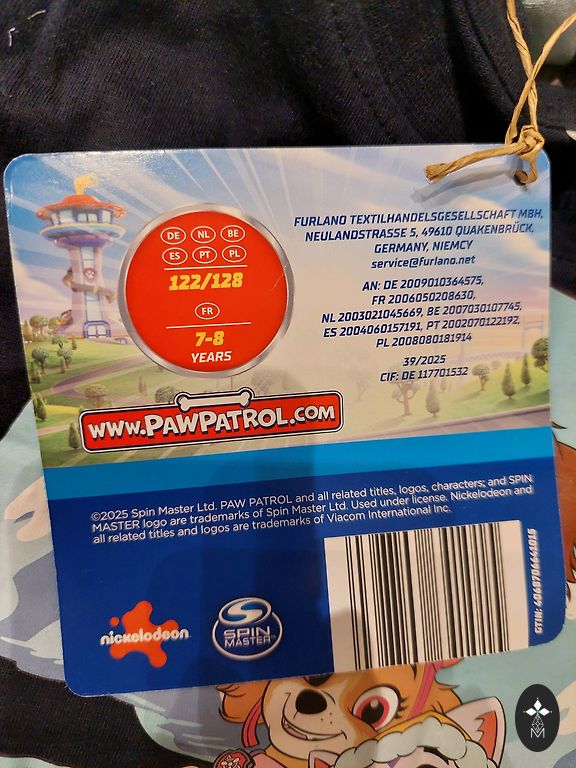 DE NL BE
ES PT PL
122/128
FR
7-8
YEARS
FURLANO TEXTILHANDELSGESELLSCHAFT MBH,
NEULANDSTRASSE 5, 49610 QUAKENBRÜCK,
GERMANY, NIEMCY
service@furlano.net
AN: DE 2009010364575,
FR 2006050208630,
NL 2003021045669, BE 2007030107745,
ES 2004060157191, PT 2002070122192,
PL 2008080181914
39/2025
CIF: DE 117701532
WWW.PAWPATROL.COM
©2025 Spin Master Ltd. PAW PATROL and all related titles, logos, characters; and SPIN
MASTER logo are trademarks of Spin Master Ltd. Used under license. Nickelodeon and
all related titles and logos are trademarks of Viacom International Inc.
nickelodeon
SPIN
MASTER™
GTIN: 4068706641015
M